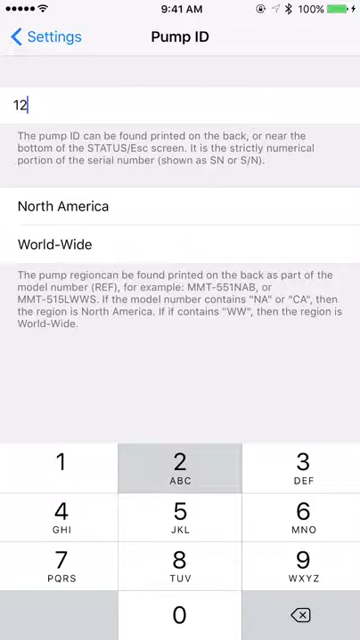 9:41 AM
100%
Settings
Pump ID
12
The pump ID can be found printed on the back, or near the
bottom of the STATUS/Esc screen. It is the strictly numerical
portion of the serial number (shown as SN or S/N).
North America
World-Wide
The pump regioncan be found printed on the back as part of the
model number (REF), for example: MMT-551NAB, or
MMT-515LWWS. If the model number contains "NA" or "CA", then
the region is North America. If if contains "WW", then the region is
World-Wide.
1
2
3
ABC
DEF
4
5
6
GHI
JKL
MNO
7
8
9
PQRS
TUV
WXYZ
0